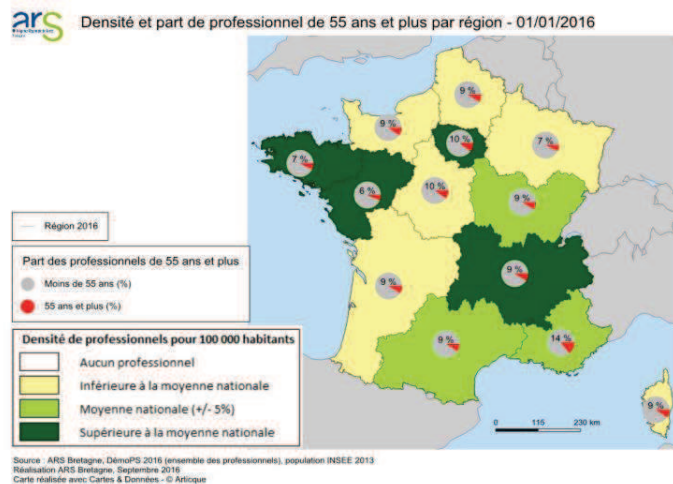 ars
Densité et part de professionnel de 55 ans et plus par région - 01/01/2016
9 %
9 %
10 %
7 %
7 %
6 %
10 %
9 %
9 %
9 %
9 %
14 %
9 %
Région 2016
Part des professionnels de 55 ans et plus
Moins de 55 ans (%)
55 ans et plus (%)
Densité de professionnels pour 100 000 habitants
Aucun professionnel
Inférieure à la moyenne nationale
Moyenne nationale (+/- 5%)
Supérieure à la moyenne nationale
0 115 230 km
Source : ARS Bretagne, DémoPS 2016 (ensemble des professionnels), population INSEE 2013
Réalisation ARS Bretagne, Septembre 2016
Carte réalisée avec Cartes & Données - © Articque